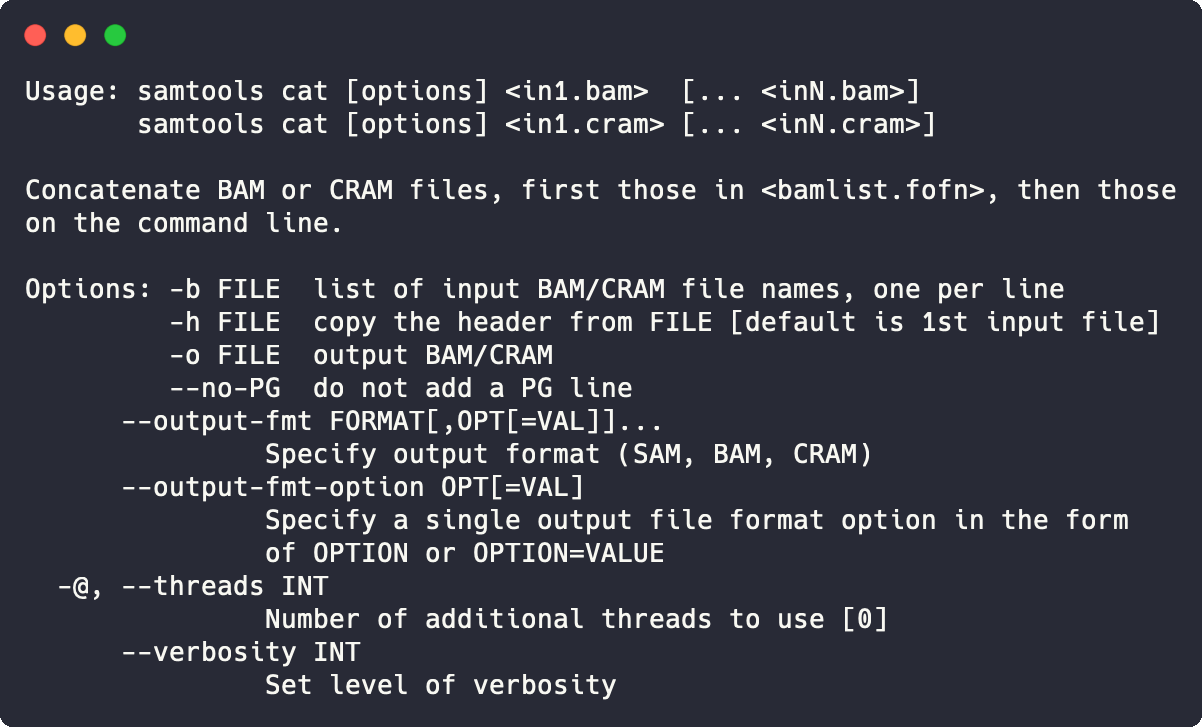 Usage: samtools cat [options] <in1.bam>  [... <inN.bam>]
       samtools cat [options] <in1.cram> [... <inN.cram>]

Concatenate BAM or CRAM files, first those in <bamlist.fofn>, then those
on the command line.

Options: -b FILE  list of input BAM/CRAM file names, one per line
         -h FILE  copy the header from FILE [default is 1st input file]
         -o FILE  output BAM/CRAM
         --no-PG  do not add a PG line
      --output-fmt FORMAT[,OPT[=VAL]]...
               Specify output format (SAM, BAM, CRAM)
      --output-fmt-option OPT[=VAL]
               Specify a single output file format option in the form
               of OPTION or OPTION=VALUE
  -@, --threads INT
               Number of additional threads to use [0]
      --verbosity INT
               Set level of verbosity